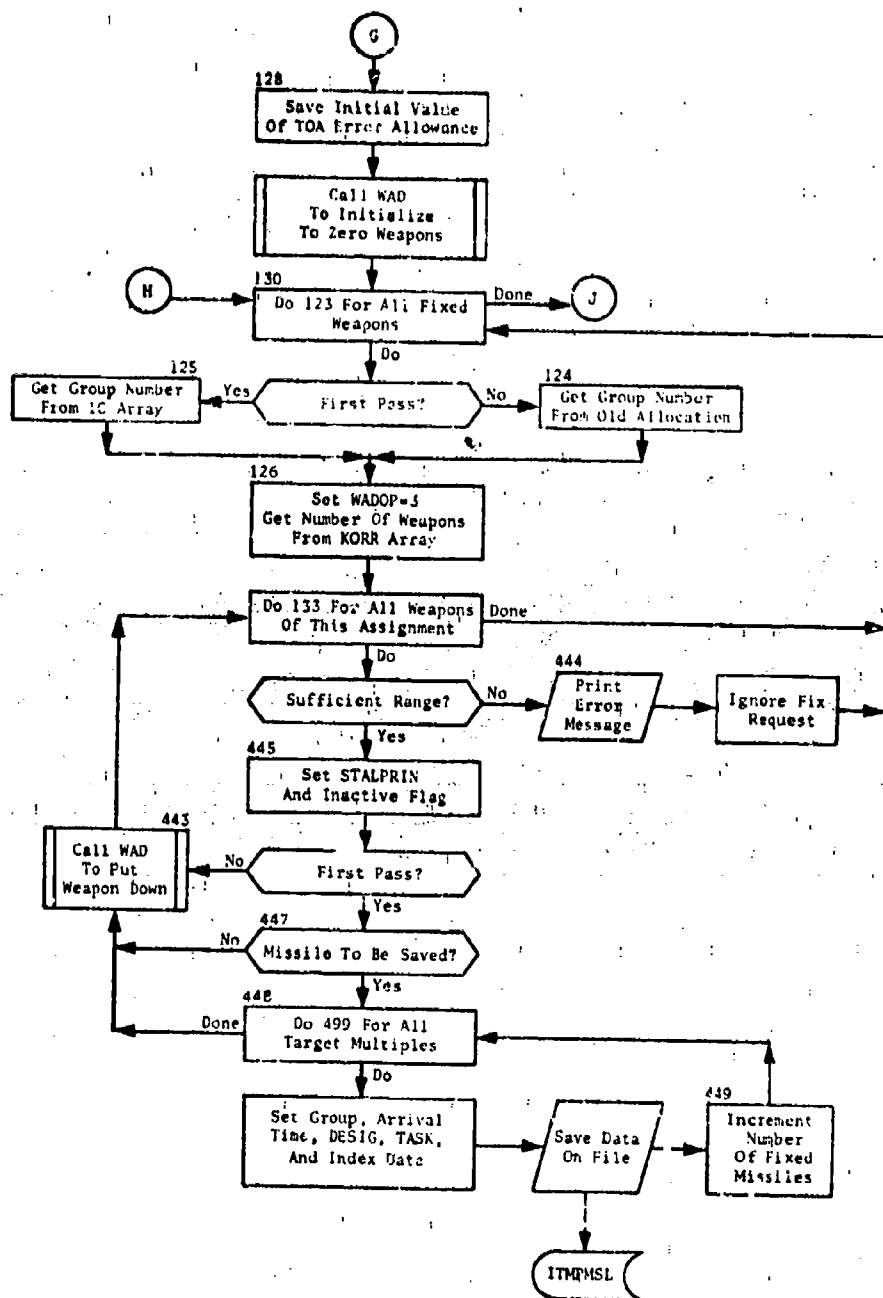 G
128
Save Initial Value
Of TOA Error Allowance
Call WAD
To Initialize
To Zero Weapons
H
130
Do 123 For All Fixed
Weapons
Done
J
Do
125
Get Group Number
From IC Array
Yes
First Pass?
No
124
Get Group Number
From Old Allocation
126
Set WADOP=3
Get Number Of Weapons
From KORR Array
Do 133 For All Weapons
Of This Assignment
Done
Do
Sufficient Range?
No
444
Print
Error
Message
Ignore Fix
Request
Yes
445
Set STALPRIN
And Inactive Flag
443
Call WAD
To Put
Weapon Down
No
First Pass?
Yes
447
No
Missile To Be Saved?
Yes
448
Done
Do 499 For All
Target Multiples
Do
Set Group, Arrival
Time, DESIG, TASK,
And Index Data
Save Data
On File
449
Increment
Number
Of Fixed
Missiles
ITMPMSL